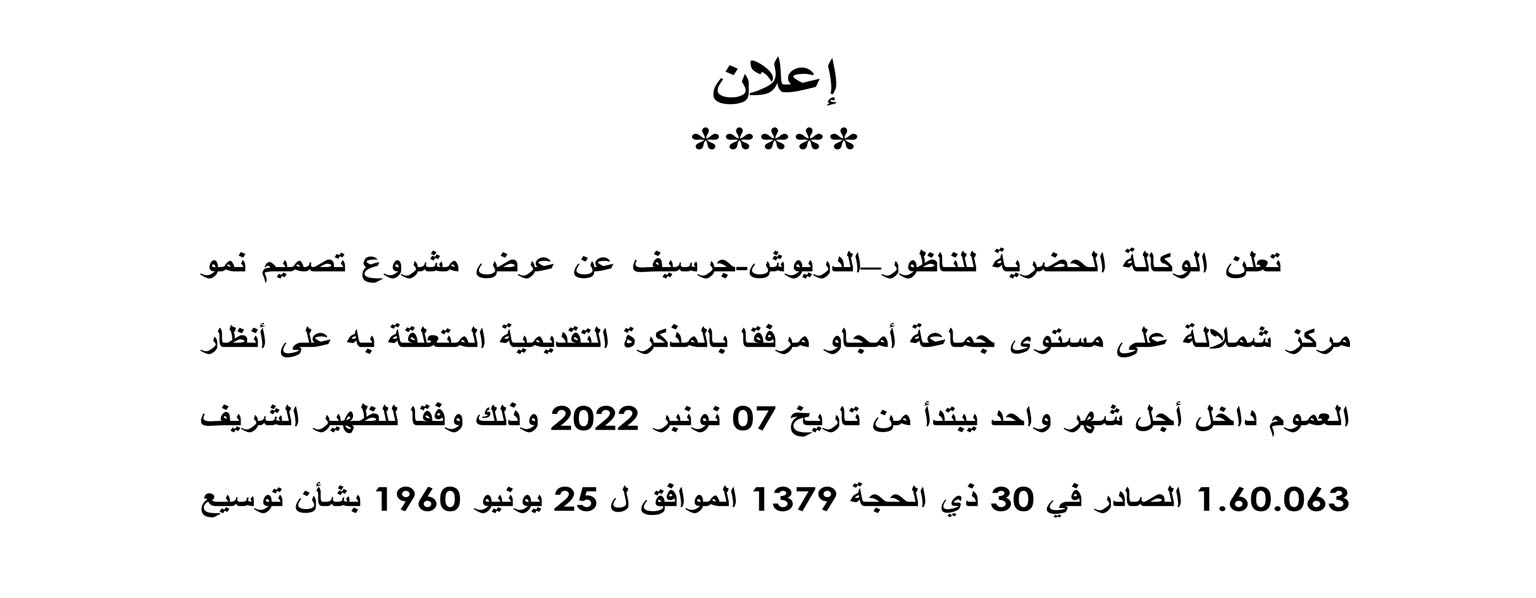 إعلان
*****
تعلن الوكالة الحضرية للناظور–الدريوش-جرسيف عن عرض مشروع تصميم نمو
مركز شملالة على مستوى جماعة أمجاو مرفقا بالمذكرة التقديمية المتعلقة به على أنظار
العموم داخل أجل شهر واحد يبتدأ من تاريخ 07 نونبر 2022 وذلك وفقا للظهير الشريف
1.60.063 الصادر في 30 ذي الحجة 1379 الموافق ل 25 يونيو 1960 بشأن توسيع